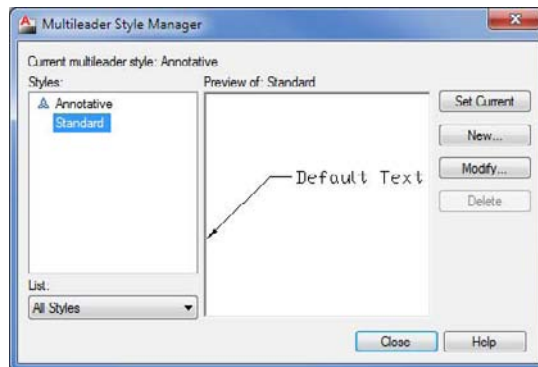 Multileader Style Manager
Current multileader style: Annotative
Styles:
Preview of: Standard
Annotative
Standard
Default Text
Set Current
New...
Modify...
Delete
List:
All Styles
Close
Help